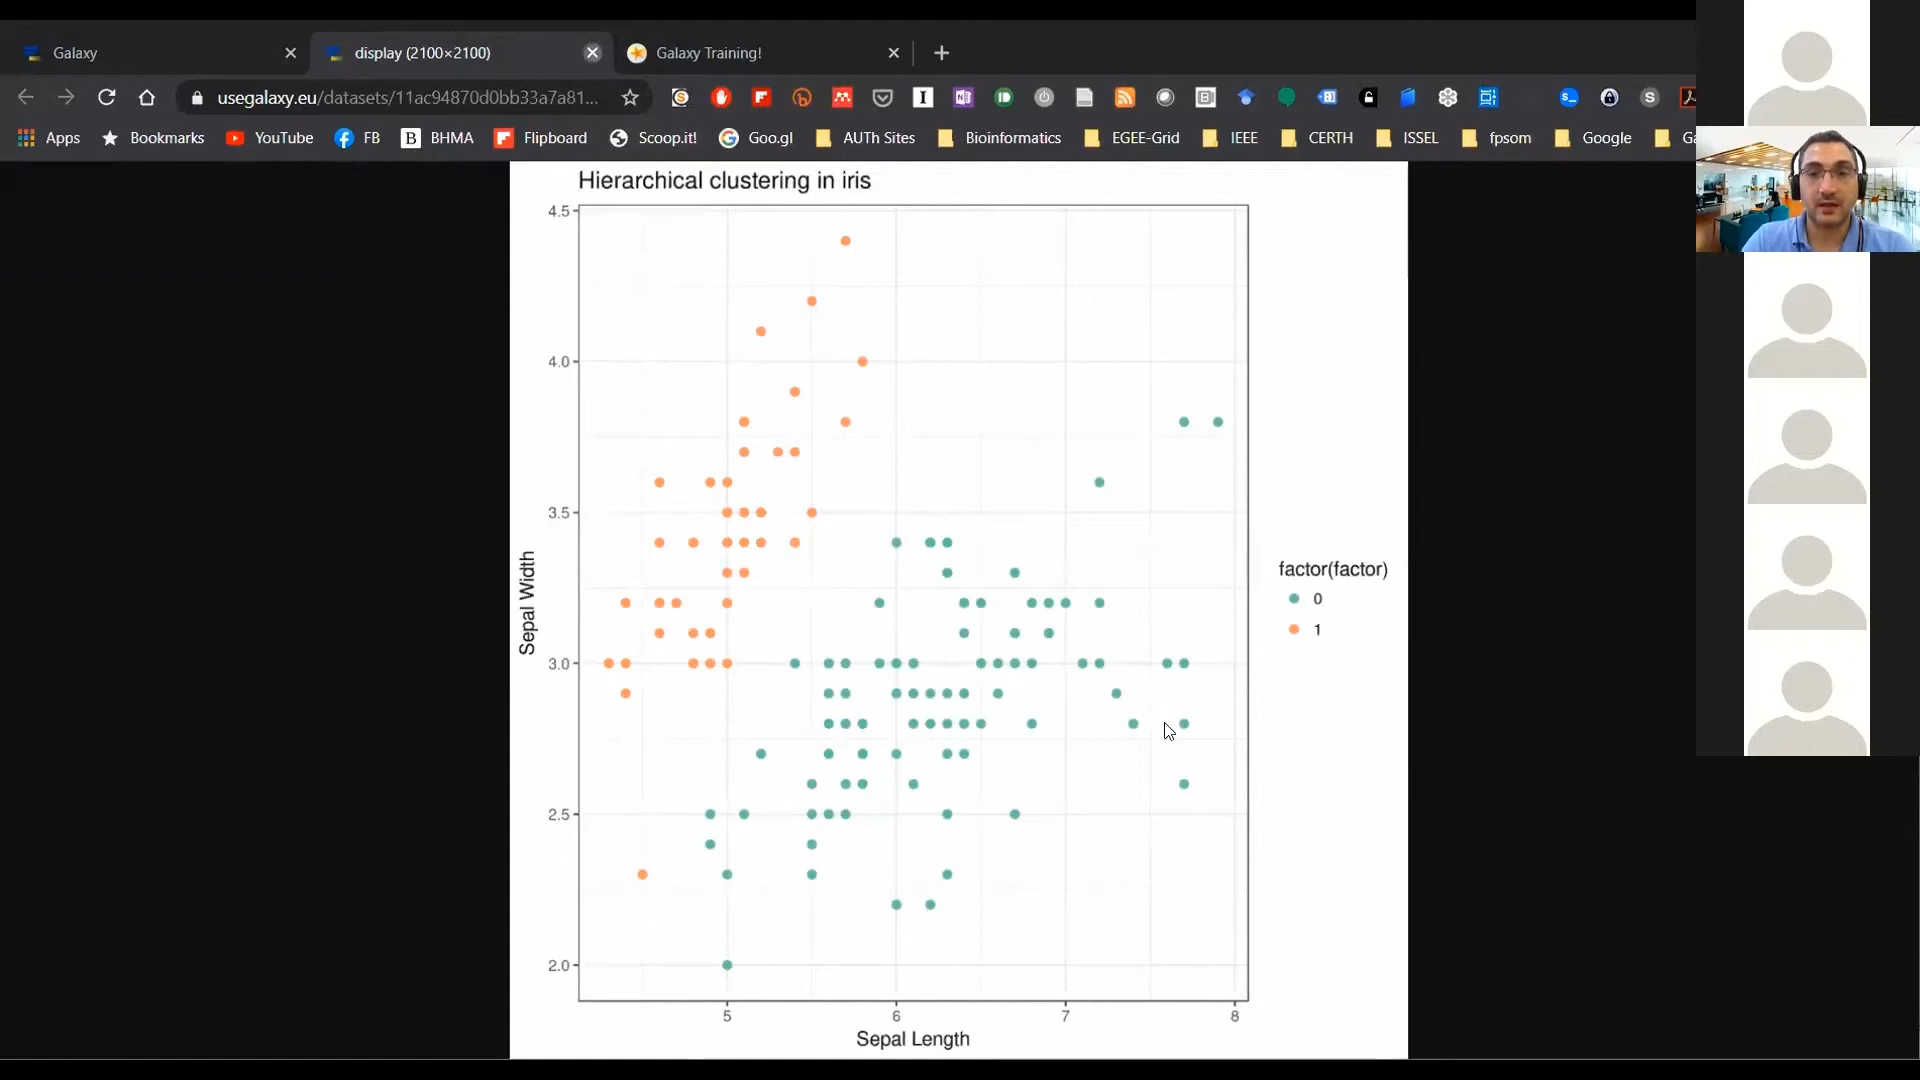 Galaxy
display (2100×2100)
Galaxy Training!
usegalaxy.eu/datasets/11ac94870d0bb33a7a81...
Apps
Bookmarks
YouTube
FB
B
BHMA
Flipboard
Scoop.it!
Goo.gl
AUTh Sites
Bioinformatics
EGEE-Grid
IEEE
CERTH
ISSEL
fpsom
Google
Hierarchical clustering in iris
4.5
4.0
3.5
3.0
2.5
2.0
Sepal Width
5
6
7
8
Sepal Length
factor(factor)
0
1